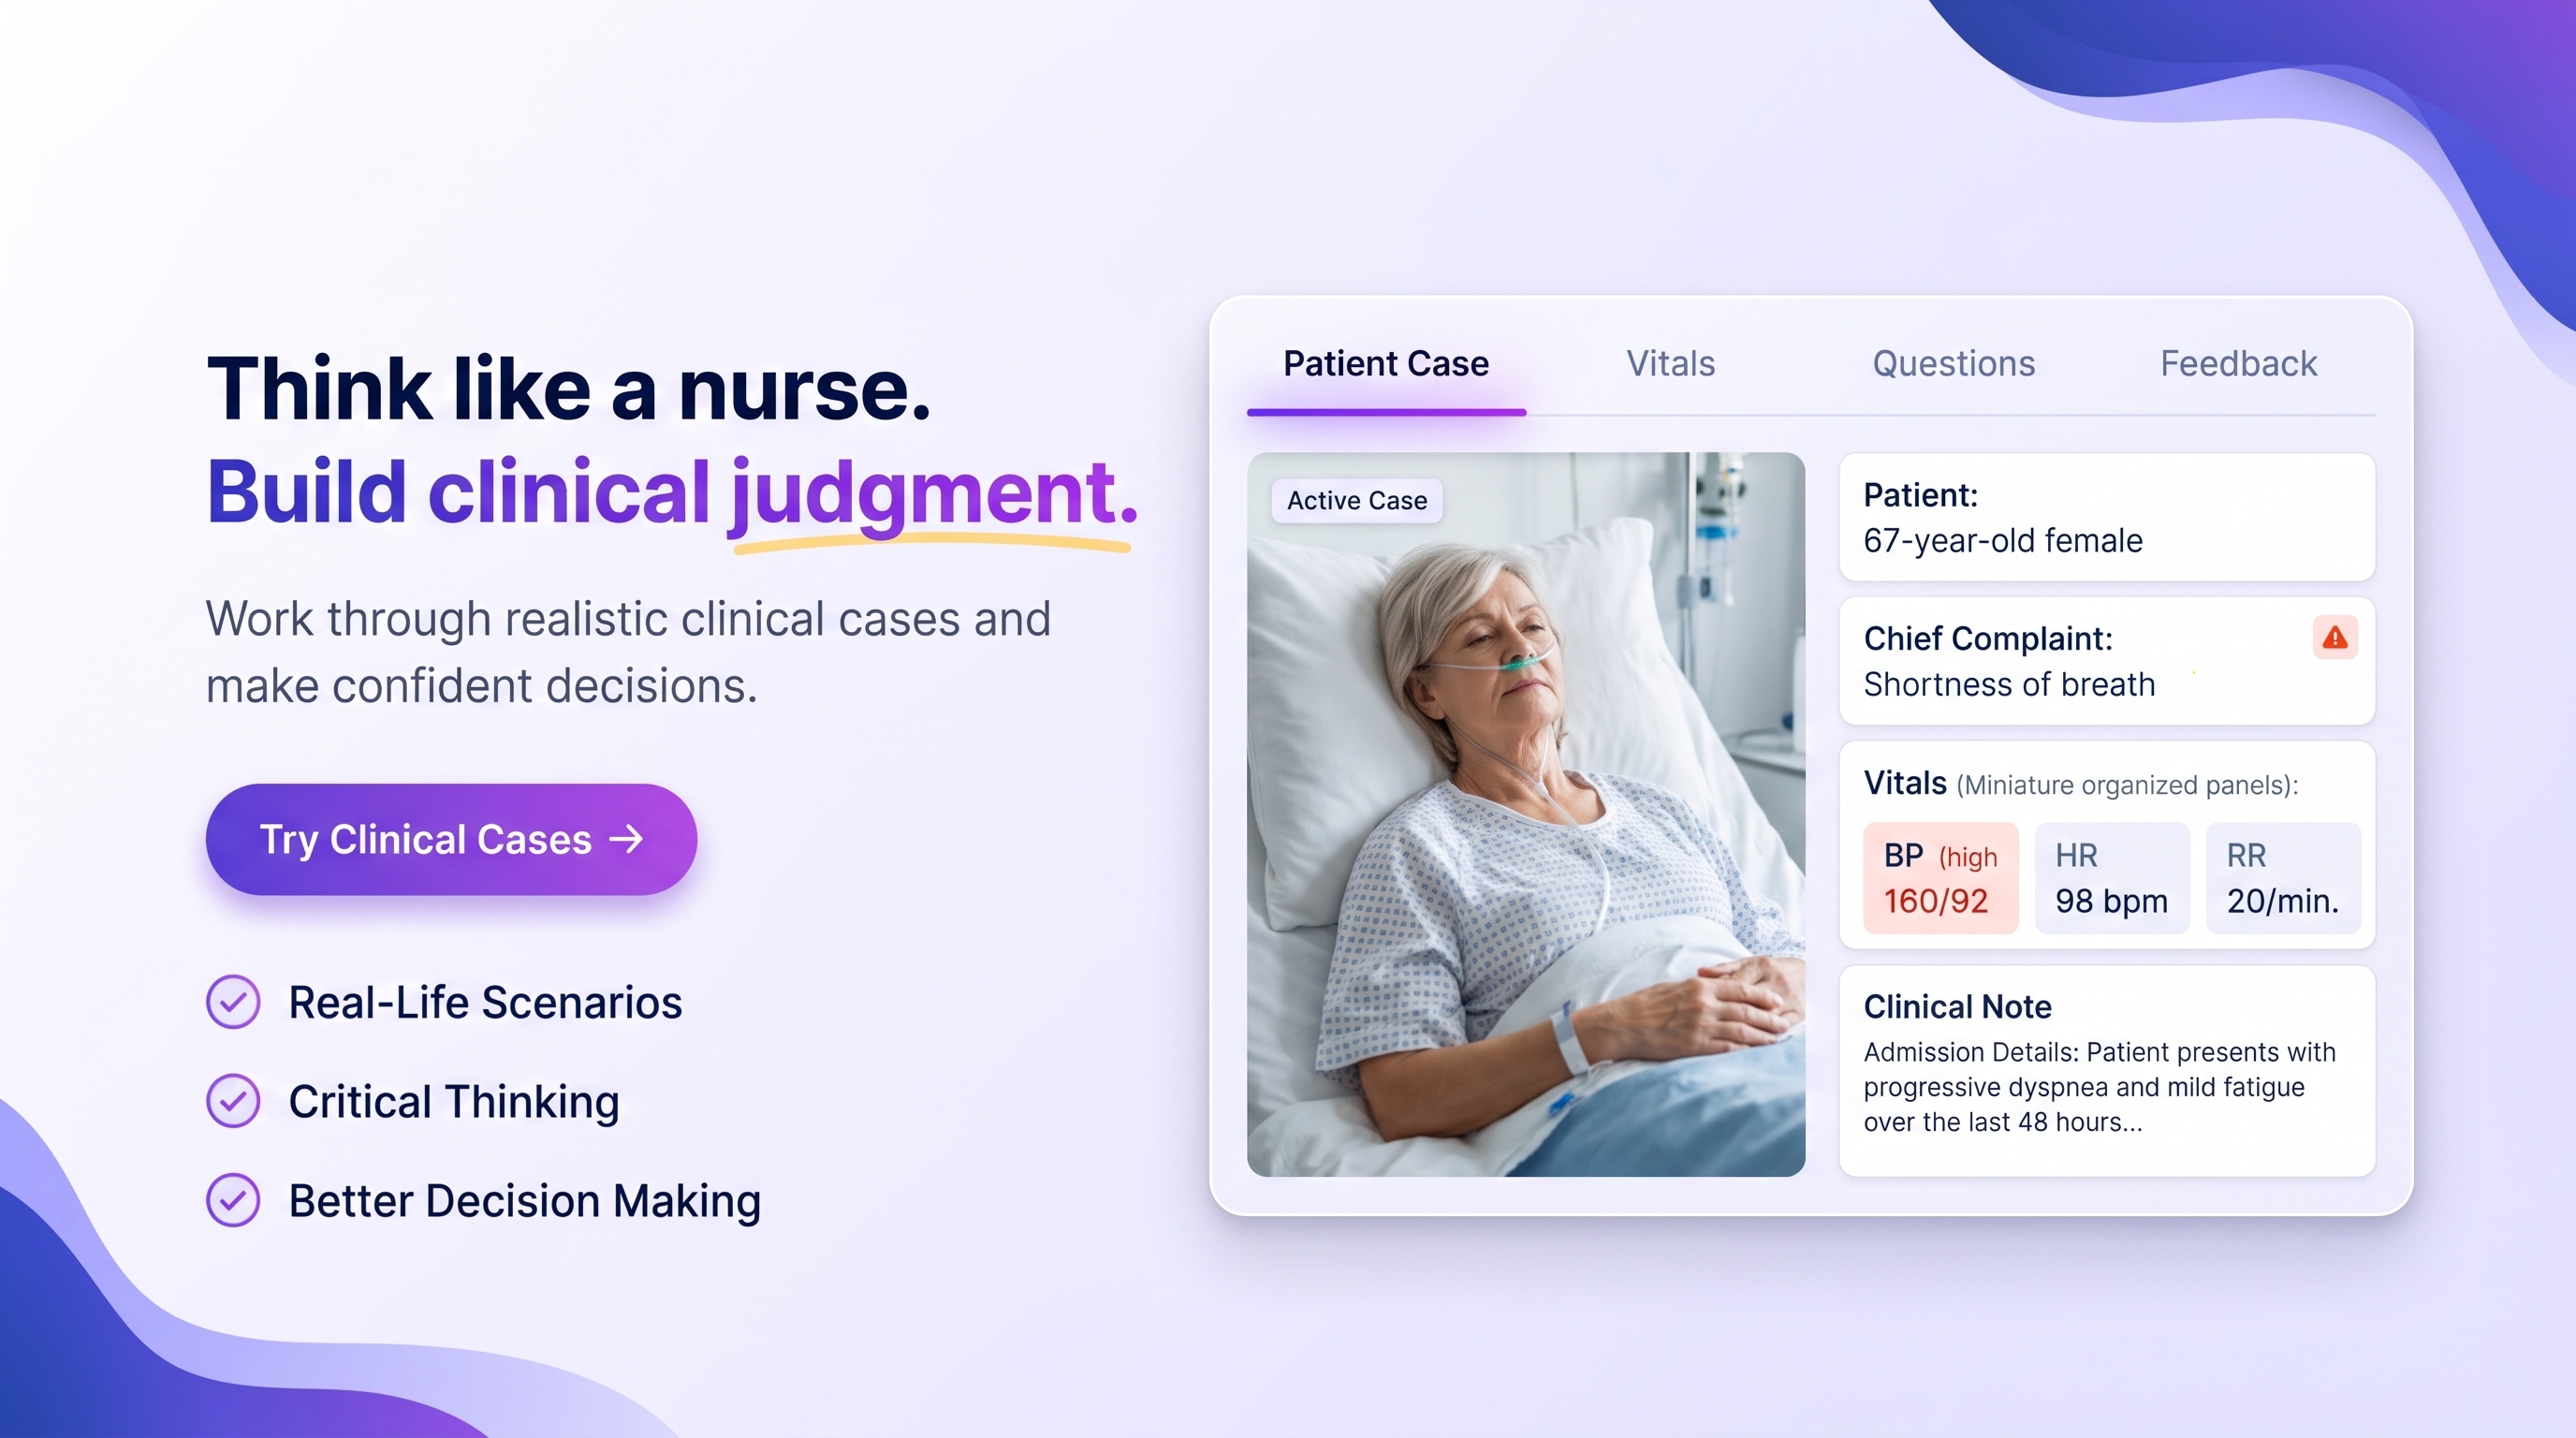 Think like a nurse.
Build clinical judgment.
Work through realistic clinical cases and
make confident decisions.
Try Clinical Cases →
Real-Life Scenarios
Critical Thinking
Better Decision Making
Patient Case
Vitals
Questions
Feedback
Active Case
Patient:
67-year-old female
Chief Complaint:
Shortness of breath
Vitals (Miniature organized panels):
BP (high
160/92
HR
98 bpm
RR
20/min.
Clinical Note
Admission Details: Patient presents with
progressive dyspnea and mild fatigue
over the last 48 hours...